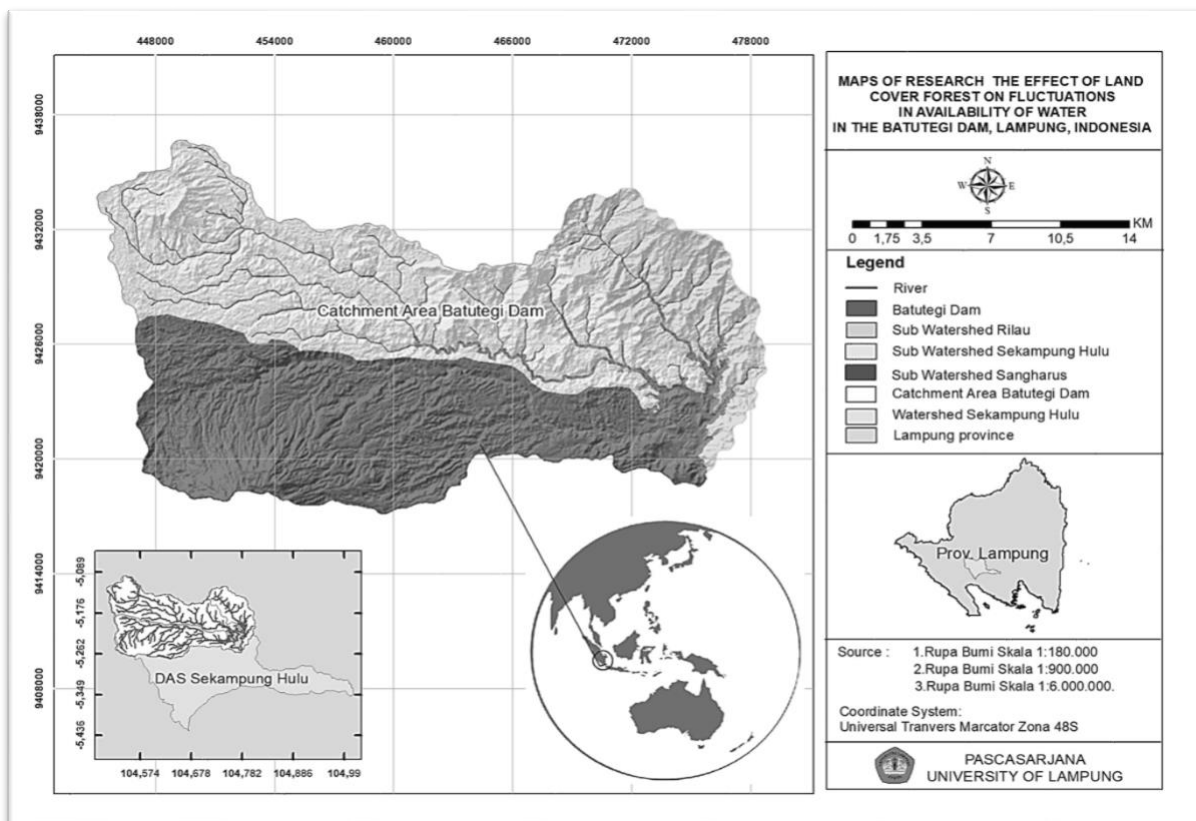 448000
454000
460000
466000
472000
478000
9438000
9432000
9426000
9420000
9414000
9408000
Catchment Area Batutegi Dam
-5,089
-5,176
-5,262
-5,349
-5,436
DAS Sekampung Hulu
104,574
104,678
104,782
104,886
104,99
MAPS OF RESEARCH THE EFFECT OF LAND
COVER FOREST ON FLUCTUATIONS
IN AVAILABILITY OF WATER
IN THE BATUTEGI DAM, LAMPUNG, INDONESIA
N
W
E
S
KM
0
1,75
3,5
7
10,5
14
Legend
River
Batutegi Dam
Sub Watershed Rilau
Sub Watershed Sekampung Hulu
Sub Watershed Sangharus
Catchment Area Batutegi Dam
Watershed Sekampung Hulu
Lampung province
Prov. Lampung
Source : 1.Rupa Bumi Skala 1:180.000
2.Rupa Bumi Skala 1:900.000
3.Rupa Bumi Skala 1:6.000.000.
Coordinate System:
Universal Tranvers Marcator Zona 48S
PASCASARJANA
UNIVERSITY OF LAMPUNG